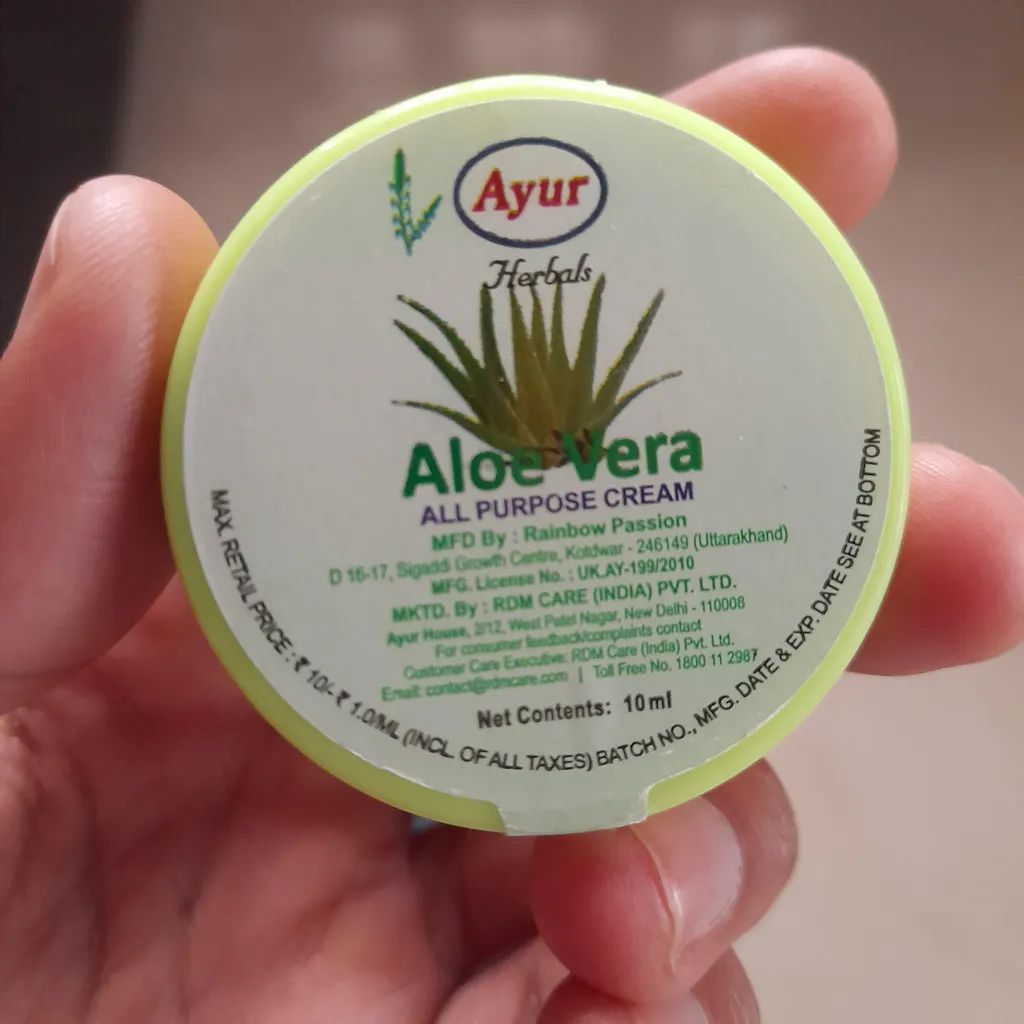 Ayur
Herbals
Aloe Vera
ALL PURPOSE CREAM
MFD By : Rainbow Passion
D 16-17, Sigaddi Growth Centre, Kotdwar - 246149 (Uttarakhand)
MFG. License No. : UK.AY-199/2010
MKTD. By : RDM CARE (INDIA) PVT. LTD.
Ayur House, 2/12, West Patel Nagar, New Delhi - 110008
For consumer feedback/complaints contact
Customer Care Executive: RDM Care (India) Pvt. Ltd.
Email: contact@rdmcare.com | Toll Free No. 1800 11 2987
Net Contents: 10ml
MAX. RETAIL PRICE : ₹ 10/- ₹ 1.0/ML (INCL. OF ALL TAXES) BATCH NO., MFG. DATE & EXP. DATE SEE AT BOTTOM